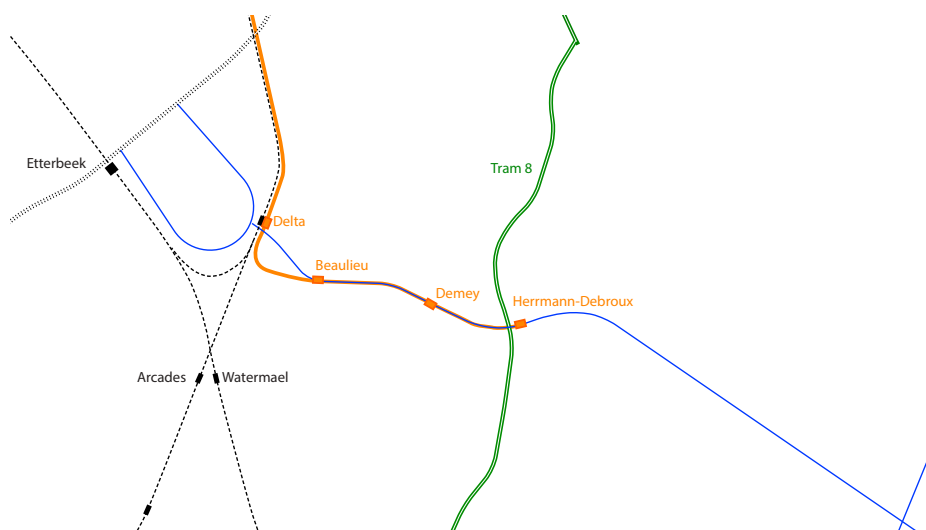 Etterbeek
Tram 8
Delta
Beaulieu
Demey
Herrmann-Debroux
Arcades
Watermael